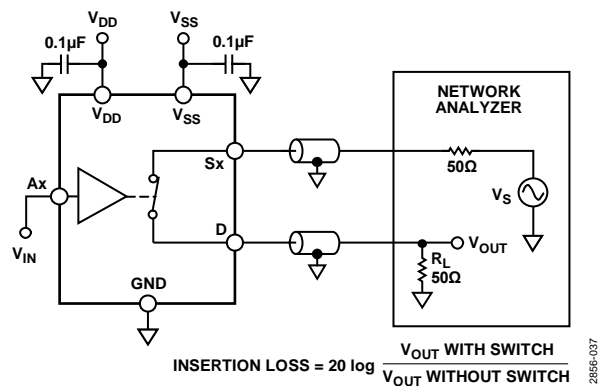 VDD
VSS
0.1µF
0.1µF
VDD
VSS
NETWORK
ANALYZER
Sx
50Ω
Ax
VS
D
VIN
VOUT
RL
50Ω
GND
INSERTION LOSS = 20 log VOUT WITH SWITCH
VOUT WITHOUT SWITCH
2856-037